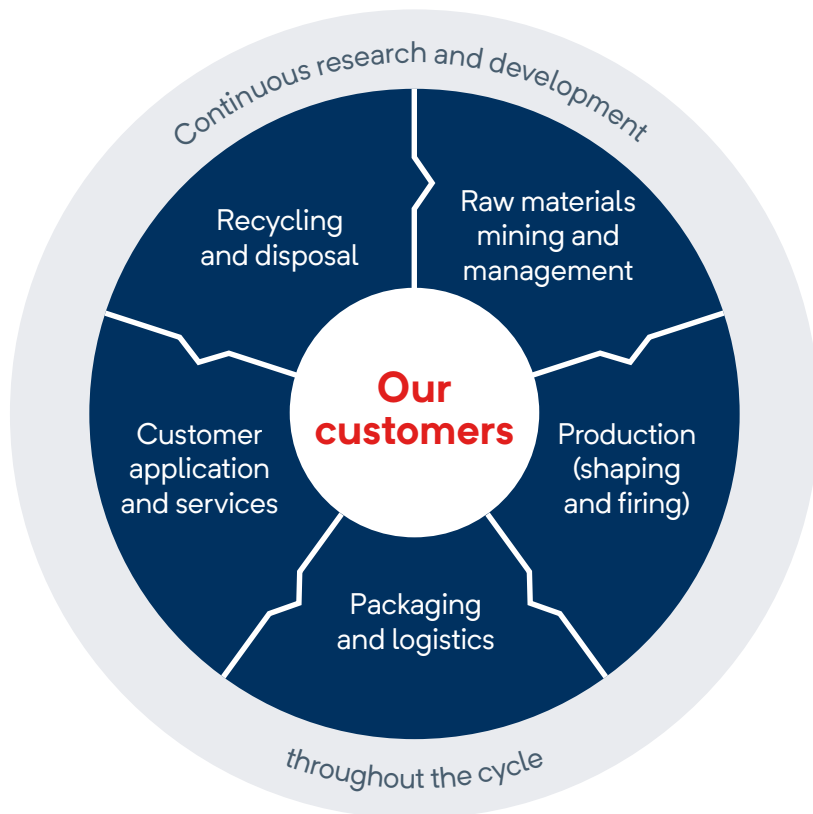 Continuous research and development
Raw materials
mining and
management
Production
(shaping
and firing)
Packaging
and logistics
Customer
application
and services
Recycling
and disposal
Our
customers
throughout the cycle